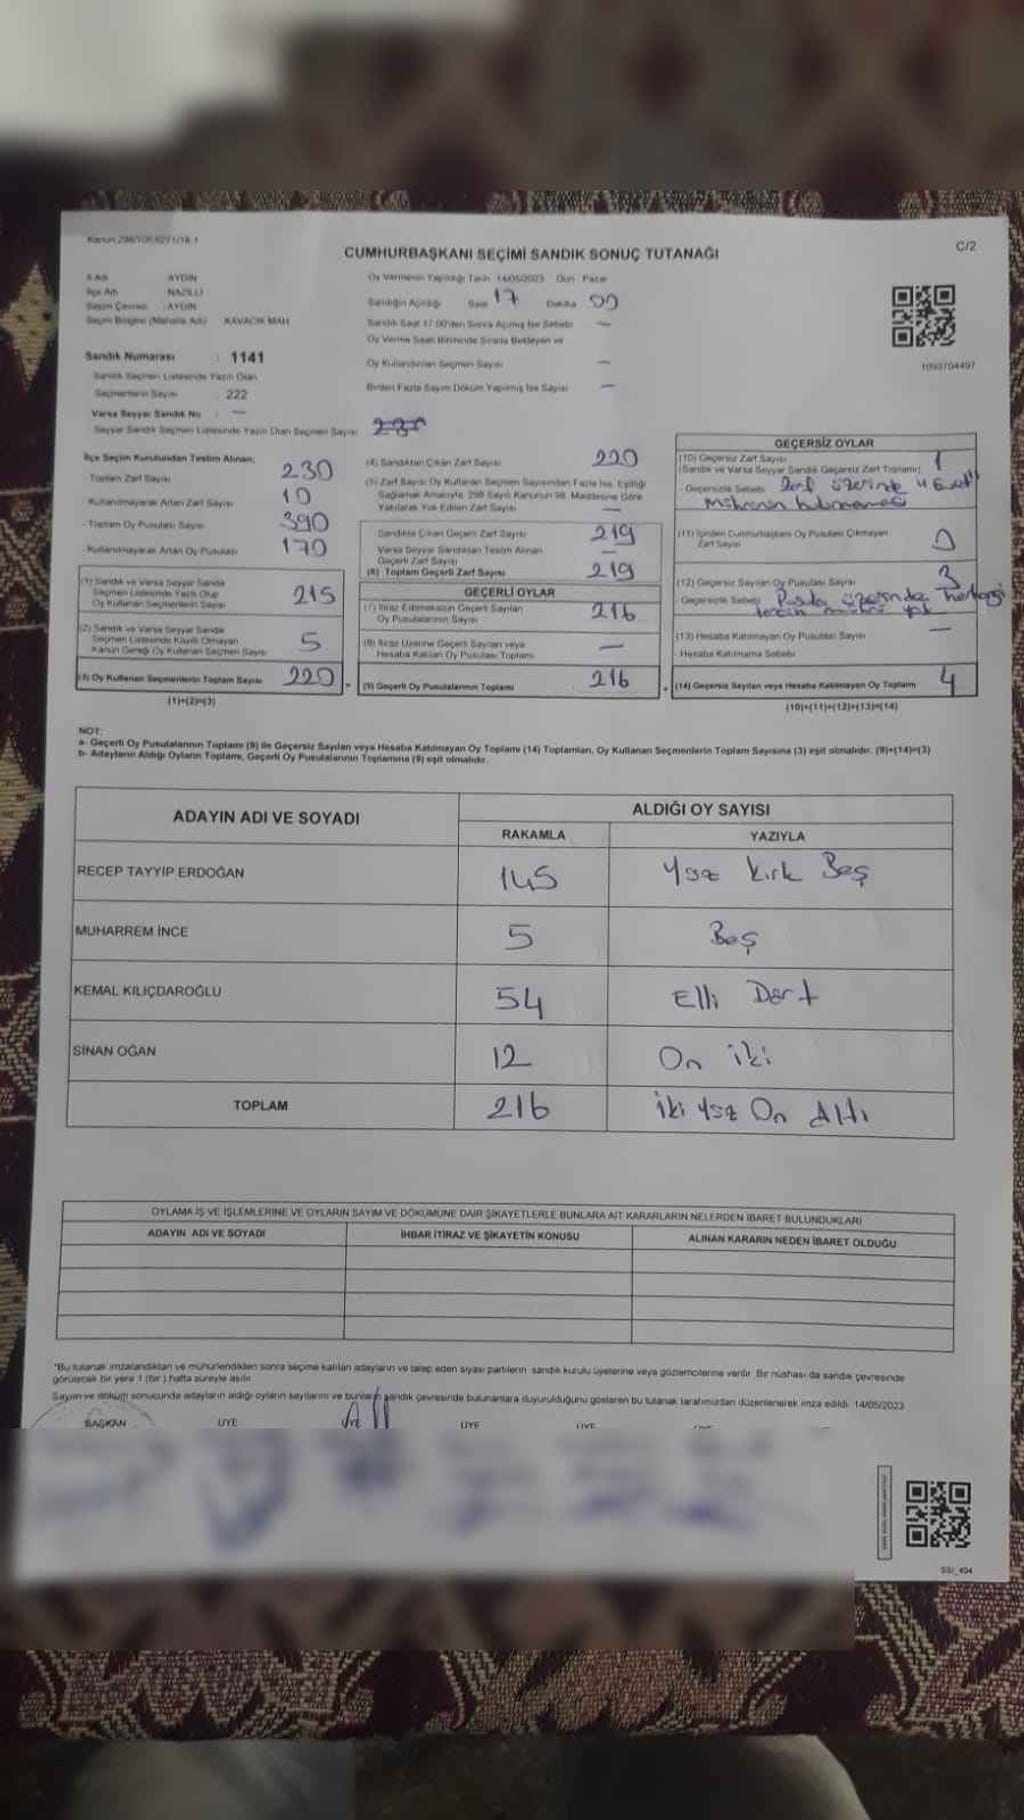 C/2
CUMHURBAŞKANI SEÇİMİ SANDIK SONUÇ TUTANAĞI
İl Adı AYDIN
İlçe Adı NAZİLLİ
Seçim Çevresi : AYDIN
Seçim Bölgesi (Mahalle Adı) KAVACIK MAH
Sandık Numarası : 1141
Sandık Seçmen Listesinde Yazılı Olan
Seçmenlerin Sayısı 222
Varsa Seyyar Sandık No : —
Seyyar Sandık Seçmen Listesinde Yazılı Olan Seçmen Sayısı
Oy Vermenin Yapıldığı Tarih 14/05/2023 Gün Pazar
Sandığın Açıldığı Saat 17 Dakika 00
Sandık Saat 17.00'den Sonra Açılmış İse Sebebi —
Oy Verme Saati Bitiminde Sırada Bekleyen ve
Oy Kullandırılan Seçmen Sayısı —
Birden Fazla Sayım Döküm Yapılmış İse Sayısı —
1093704497
İlçe Seçim Kurulundan Teslim Alınan;
- Toplam Zarf Sayısı 230
- Kullanılmayarak Artan Zarf Sayısı 10
- Toplam Oy Pusulası Sayısı 390
- Kullanılmayarak Artan Oy Pusulası 170
(1) Sandık ve Varsa Seyyar Sandık
Seçmen Listesinde Yazılı Olup
Oy Kullanan Seçmenlerin Sayısı 215
(2) Sandık ve Varsa Seyyar Sandık
Seçmen Listesinde Kayıtlı Olmayan
Kanun Gereği Oy Kullanan Seçmen Sayısı 5
(3) Oy Kullanan Seçmenlerin Toplam Sayısı 220
(1)+(2)=(3)
(4) Sandıktan Çıkan Zarf Sayısı 220
(5) Zarf Sayısı Oy Kullanan Seçmen Sayısından Fazla İse, Eşitliği
Sağlamak Amacıyla, 298 Sayılı Kanunun 98. Maddesine Göre
Yakılarak Yok Edilen Zarf Sayısı —
Sandıkta Çıkan Geçerli Zarf Sayısı 219
Varsa Seyyar Sandıktan Teslim Alınan
Geçerli Zarf Sayısı —
(6) Toplam Geçerli Zarf Sayısı 219
GEÇERLİ OYLAR
(7) İtiraz Edilmeksizin Geçerli Sayılan
Oy Pusulalarının Sayısı 216
(8) İtiraz Üzerine Geçerli Sayılan veya
Hesaba Katılan Oy Pusulası Toplamı —
(9) Geçerli Oy Pusulalarının Toplamı 216
GEÇERSİZ OYLAR
(10) Geçersiz Zarf Sayısı
(Sandık ve Varsa Seyyar Sandık Geçersiz Zarf Toplamı) 1
- Geçersizlik Sebebi Zarf üzerinde "Evet"
Mührünün bulunmaması
(11) İçinden Cumhurbaşkanı Oy Pusulası Çıkmayan
Zarf Sayısı 0
(12) Geçersiz Sayılan Oy Pusulası Sayısı 3
- Geçersizlik Sebebi Pusula üzerinde herhangi
tercih mührü yok
(13) Hesaba Katılmayan Oy Pusulası Sayısı —
- Hesaba Katılmama Sebebi
(14) Geçersiz Sayılan veya Hesaba Katılmayan Oy Toplamı 4
(10)+(11)+(12)+(13)=(14)
NOT:
a- Geçerli Oy Pusulalarının Toplamı (9) ile Geçersiz Sayılan veya Hesaba Katılmayan Oy Toplamı (14) Toplamları, Oy Kullanan Seçmenlerin Toplam Sayısına (3) eşit olmalıdır. (9)+(14)=(3)
b- Adayların Aldığı Oyların Toplamı, Geçerli Oy Pusulalarının Toplamına (9) eşit olmalıdır.
ADAYIN ADI VE SOYADI ALDIĞI OY SAYISI
RAKAMLA YAZIYLA
RECEP TAYYİP ERDOĞAN 145 Yüz Kırk Beş
MUHARREM İNCE 5 Beş
KEMAL KILIÇDAROĞLU 54 Elli Dört
SİNAN OĞAN 12 On iki
TOPLAM 216 iki yüz On Altı
OYLAMA İŞ VE İŞLEMLERİNE VE OYLARIN SAYIM VE DÖKÜMÜNE DAİR ŞİKAYETLERLE BUNLARA AİT KARARLARIN NELERDEN İBARET BULUNDUKLARI
ADAYIN ADI VE SOYADI İHBAR İTİRAZ VE ŞİKAYETİN KONUSU ALINAN KARARIN NEDEN İBARET OLDUĞU
*Bu tutanak imzalandıktan ve mühürlendikten sonra seçime katılan adayların ve talep eden siyasi partilerin sandık kurulu üyelerine veya gözlemcilerine verilir. Bir nüshası da sandık çevresinde
görülecek bir yere 1 (bir) hafta süreyle asılır.
Sayım ve döküm sonucunda adayların aldığı oyların sayılarını ve bunların sandık çevresinde bulunanlara duyurulduğunu gösteren bu tutanak tarafımızdan düzenlenerek imza edildi. 14/05/2023
BAŞKAN ÜYE ÜYE ÜYE ÜYE
SSI_404